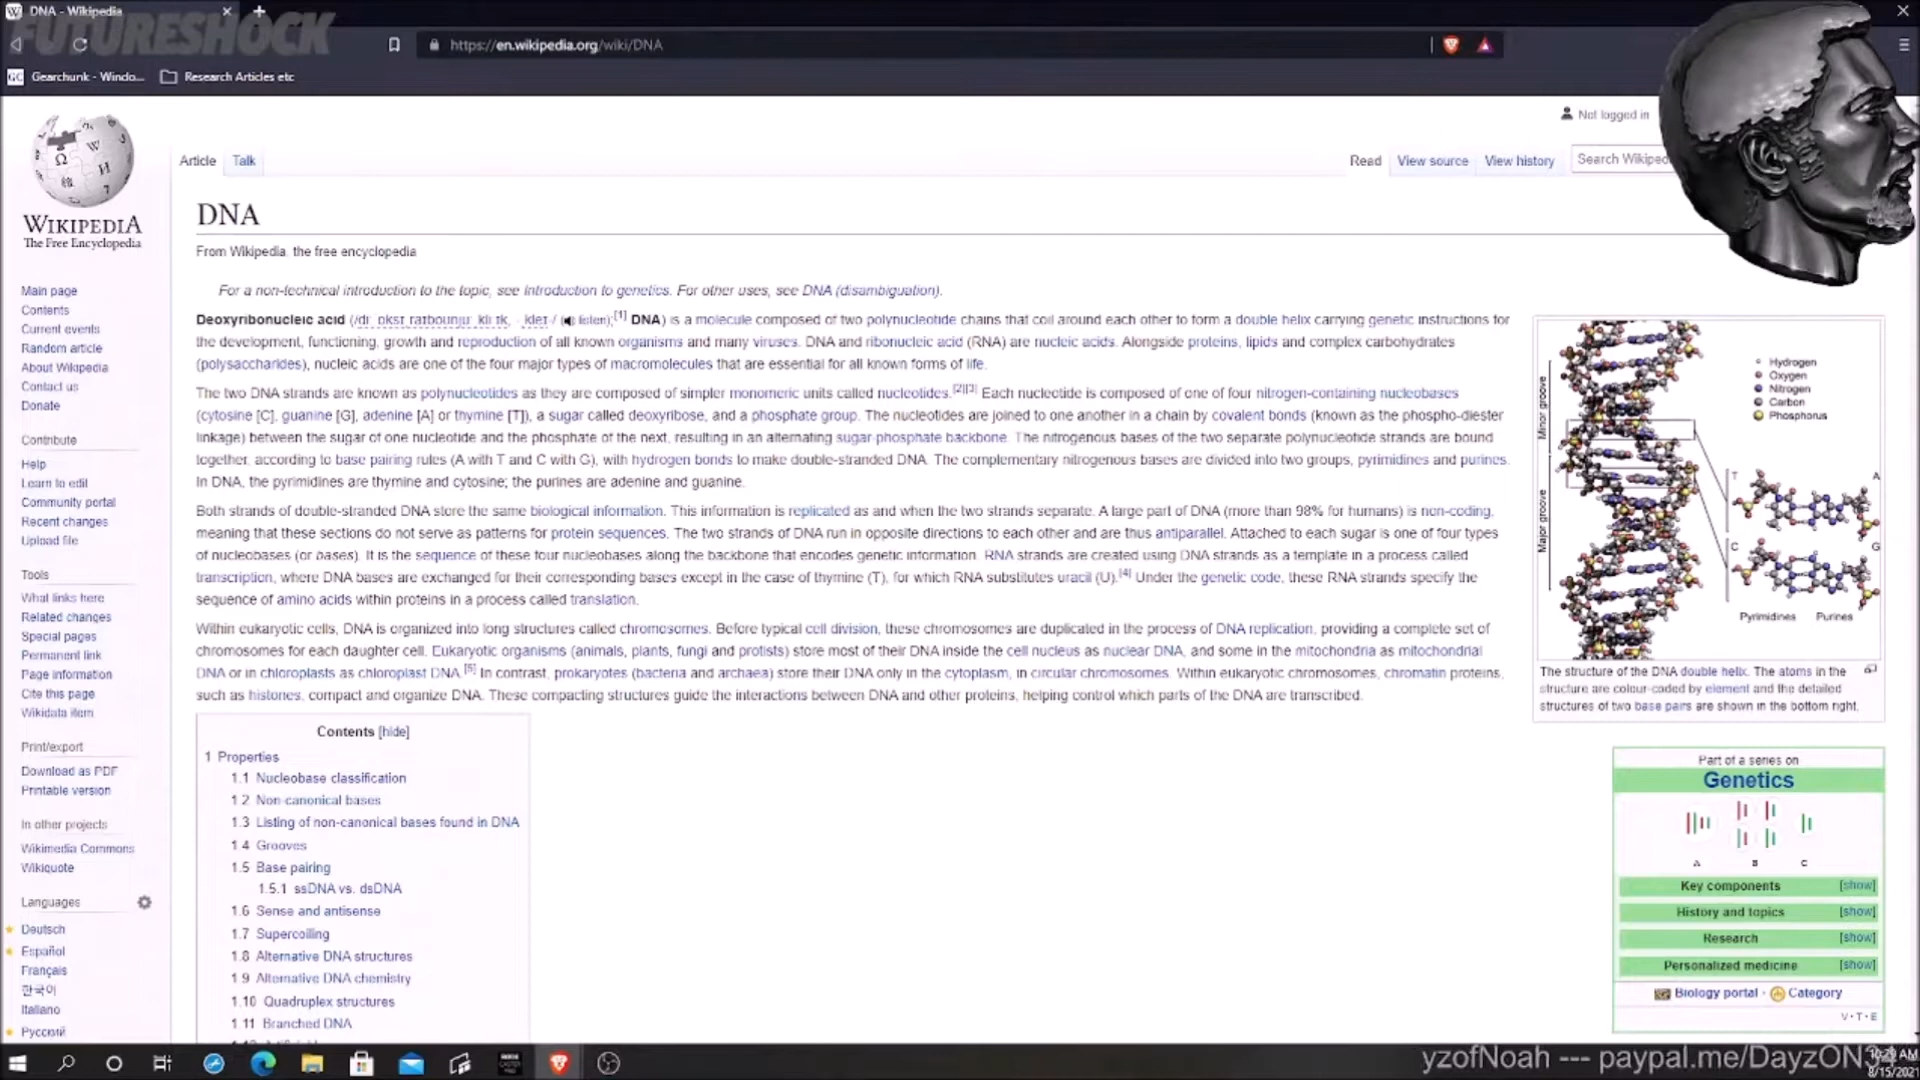 DNA - Wikipedia
FUTURESHOCK
https://en.wikipedia.org/wiki/DNA
GC Gearchunk - Windo...
Research Articles etc
Not logged in
Article Talk
Read View source View history
Search Wikiped
WIKIPEDIA
The Free Encyclopedia
Main page
Contents
Current events
Random article
About Wikipedia
Contact us
Donate
Contribute
Help
Learn to edit
Community portal
Recent changes
Upload file
Tools
What links here
Related changes
Special pages
Permanent link
Page information
Cite this page
Wikidata item
Print/export
Download as PDF
Printable version
In other projects
Wikimedia Commons
Wikiquote
Languages
Deutsch
Español
Français
한국어
Italiano
Русский
DNA
From Wikipedia, the free encyclopedia
For a non-technical introduction to the topic, see Introduction to genetics. For other uses, see DNA (disambiguation).
Deoxyribonucleic acid ( listen);[1] DNA) is a molecule composed of two polynucleotide chains that coil around each other to form a double helix carrying genetic instructions for
the development, functioning, growth and reproduction of all known organisms and many viruses. DNA and ribonucleic acid (RNA) are nucleic acids. Alongside proteins, lipids and complex carbohydrates
(polysaccharides), nucleic acids are one of the four major types of macromolecules that are essential for all known forms of life.
The two DNA strands are known as polynucleotides as they are composed of simpler monomeric units called nucleotides.[2][3] Each nucleotide is composed of one of four nitrogen-containing nucleobases
(cytosine [C], guanine [G], adenine [A] or thymine [T]), a sugar called deoxyribose, and a phosphate group. The nucleotides are joined to one another in a chain by covalent bonds (known as the phospho-diester
linkage) between the sugar of one nucleotide and the phosphate of the next, resulting in an alternating sugar-phosphate backbone. The nitrogenous bases of the two separate polynucleotide strands are bound
together, according to base pairing rules (A with T and C with G), with hydrogen bonds to make double-stranded DNA. The complementary nitrogenous bases are divided into two groups, pyrimidines and purines.
In DNA, the pyrimidines are thymine and cytosine; the purines are adenine and guanine.
Both strands of double-stranded DNA store the same biological information. This information is replicated as and when the two strands separate. A large part of DNA (more than 98% for humans) is non-coding,
meaning that these sections do not serve as patterns for protein sequences. The two strands of DNA run in opposite directions to each other and are thus antiparallel. Attached to each sugar is one of four types
of nucleobases (or bases). It is the sequence of these four nucleobases along the backbone that encodes genetic information. RNA strands are created using DNA strands as a template in a process called
transcription, where DNA bases are exchanged for their corresponding bases except in the case of thymine (T), for which RNA substitutes uracil (U).[4] Under the genetic code, these RNA strands specify the
sequence of amino acids within proteins in a process called translation.
Within eukaryotic cells, DNA is organized into long structures called chromosomes. Before typical cell division, these chromosomes are duplicated in the process of DNA replication, providing a complete set of
chromosomes for each daughter cell. Eukaryotic organisms (animals, plants, fungi and protists) store most of their DNA inside the cell nucleus as nuclear DNA, and some in the mitochondria as mitochondrial
DNA or in chloroplasts as chloroplast DNA.[5] In contrast, prokaryotes (bacteria and archaea) store their DNA only in the cytoplasm, in circular chromosomes. Within eukaryotic chromosomes, chromatin proteins,
such as histones, compact and organize DNA. These compacting structures guide the interactions between DNA and other proteins, helping control which parts of the DNA are transcribed.
Contents [hide]
1 Properties
1.1 Nucleobase classification
1.2 Non-canonical bases
1.3 Listing of non-canonical bases found in DNA
1.4 Grooves
1.5 Base pairing
1.5.1 ssDNA vs. dsDNA
1.6 Sense and antisense
1.7 Supercoiling
1.8 Alternative DNA structures
1.9 Alternative DNA chemistry
1.10 Quadruplex structures
1.11 Branched DNA
Minor groove
Major groove
Hydrogen
Oxygen
Nitrogen
Carbon
Phosphorus
T A
C G
Pyrimidines Purines
The structure of the DNA double helix. The atoms in the
structure are colour-coded by element and the detailed
structures of two base pairs are shown in the bottom right.
Part of a series on
Genetics
A B C
Key components [show]
History and topics [show]
Research [show]
Personalized medicine [show]
Biology portal · Category
V · T · E
yzofNoah --- paypal.me/DayzON
8/15/2021